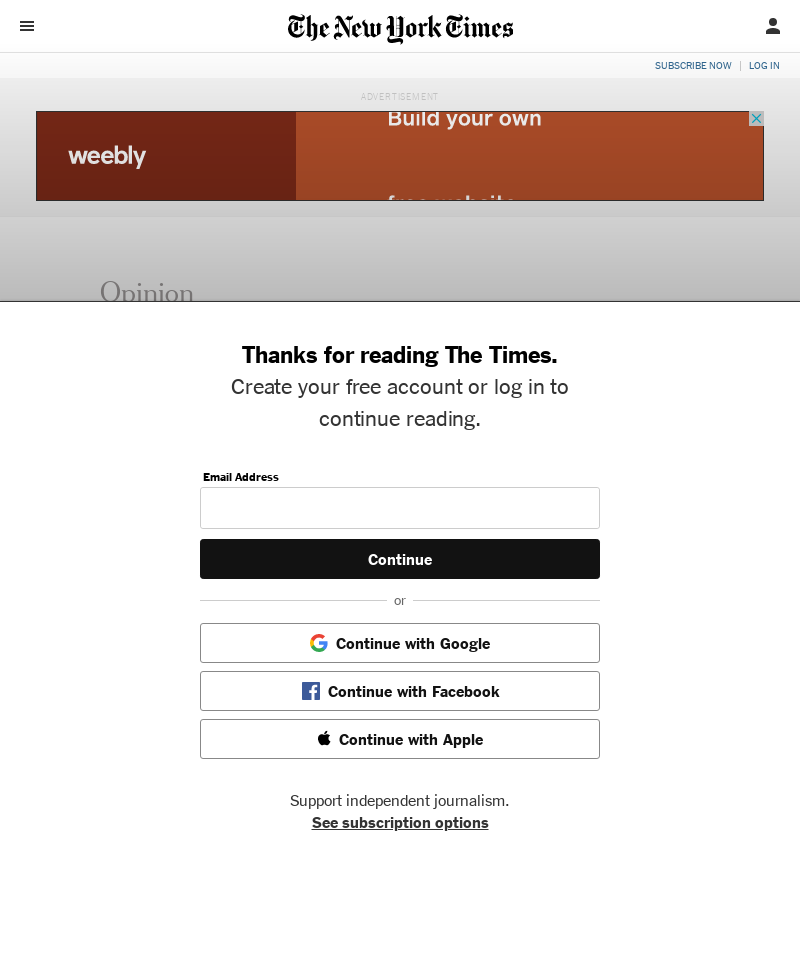 The New York Times
SUBSCRIBE NOW | LOG IN
ADVERTISEMENT
weebly
Build your own
free website
Opinion
Thanks for reading The Times.
Create your free account or log in to
continue reading.
Email Address
Continue
or
Continue with Google
Continue with Facebook
Continue with Apple
Support independent journalism.
See subscription options